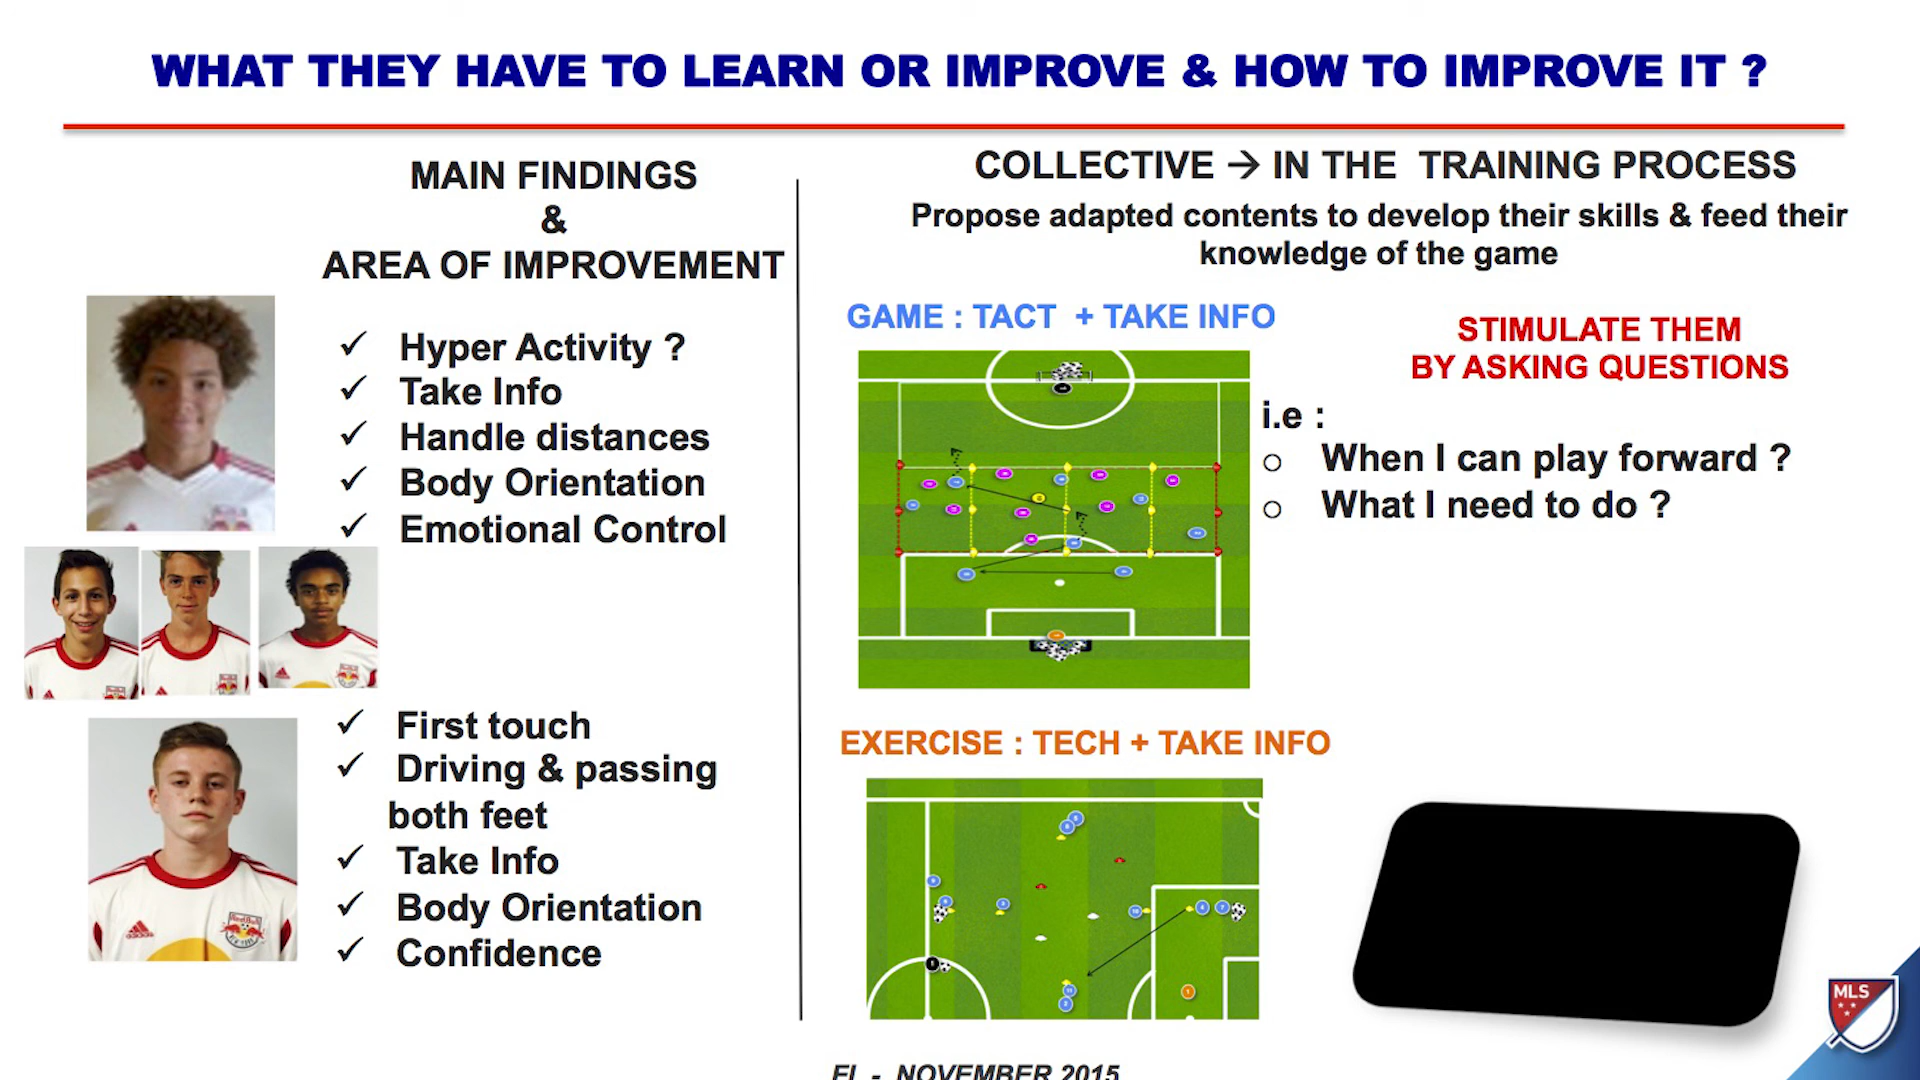 WHAT THEY HAVE TO LEARN OR IMPROVE & HOW TO IMPROVE IT ?
MAIN FINDINGS
&
AREA OF IMPROVEMENT
✓ Hyper Activity ?
✓ Take Info
✓ Handle distances
✓ Body Orientation
✓ Emotional Control
✓ First touch
✓ Driving & passing
both feet
✓ Take Info
✓ Body Orientation
✓ Confidence
COLLECTIVE → IN THE TRAINING PROCESS
Propose adapted contents to develop their skills & feed their
knowledge of the game
GAME : TACT + TAKE INFO
STIMULATE THEM
BY ASKING QUESTIONS
i.e :
o When I can play forward ?
o What I need to do ?
EXERCISE : TECH + TAKE INFO
MLS
FL - NOVEMBER 2015